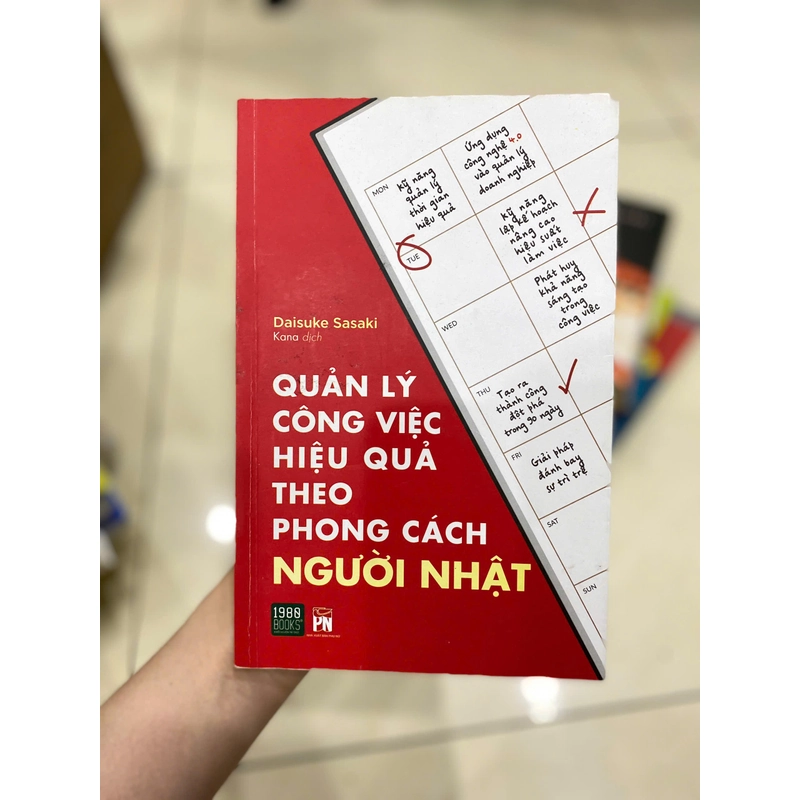 MON
Kỹ năng
quản lý
thời gian
hiệu quả
Ứng dụng
công nghệ 4.0
vào quản lý
doanh nghiệp
TUE
Kỹ năng
lập kế hoạch
nâng cao
hiệu suất
làm việc
WED
Phát huy
khả năng
sáng tạo
trong
công việc
THU
Tạo ra
thành công
đột phá
trong 90 ngày
FRI
Giải pháp
đánh bay
sự trì trệ
SAT
SUN
Daisuke Sasaki
Kana dịch
QUẢN LÝ
CÔNG VIỆC
HIỆU QUẢ
THEO
PHONG CÁCH
NGƯỜI NHẬT
1980
BOOKS
PN